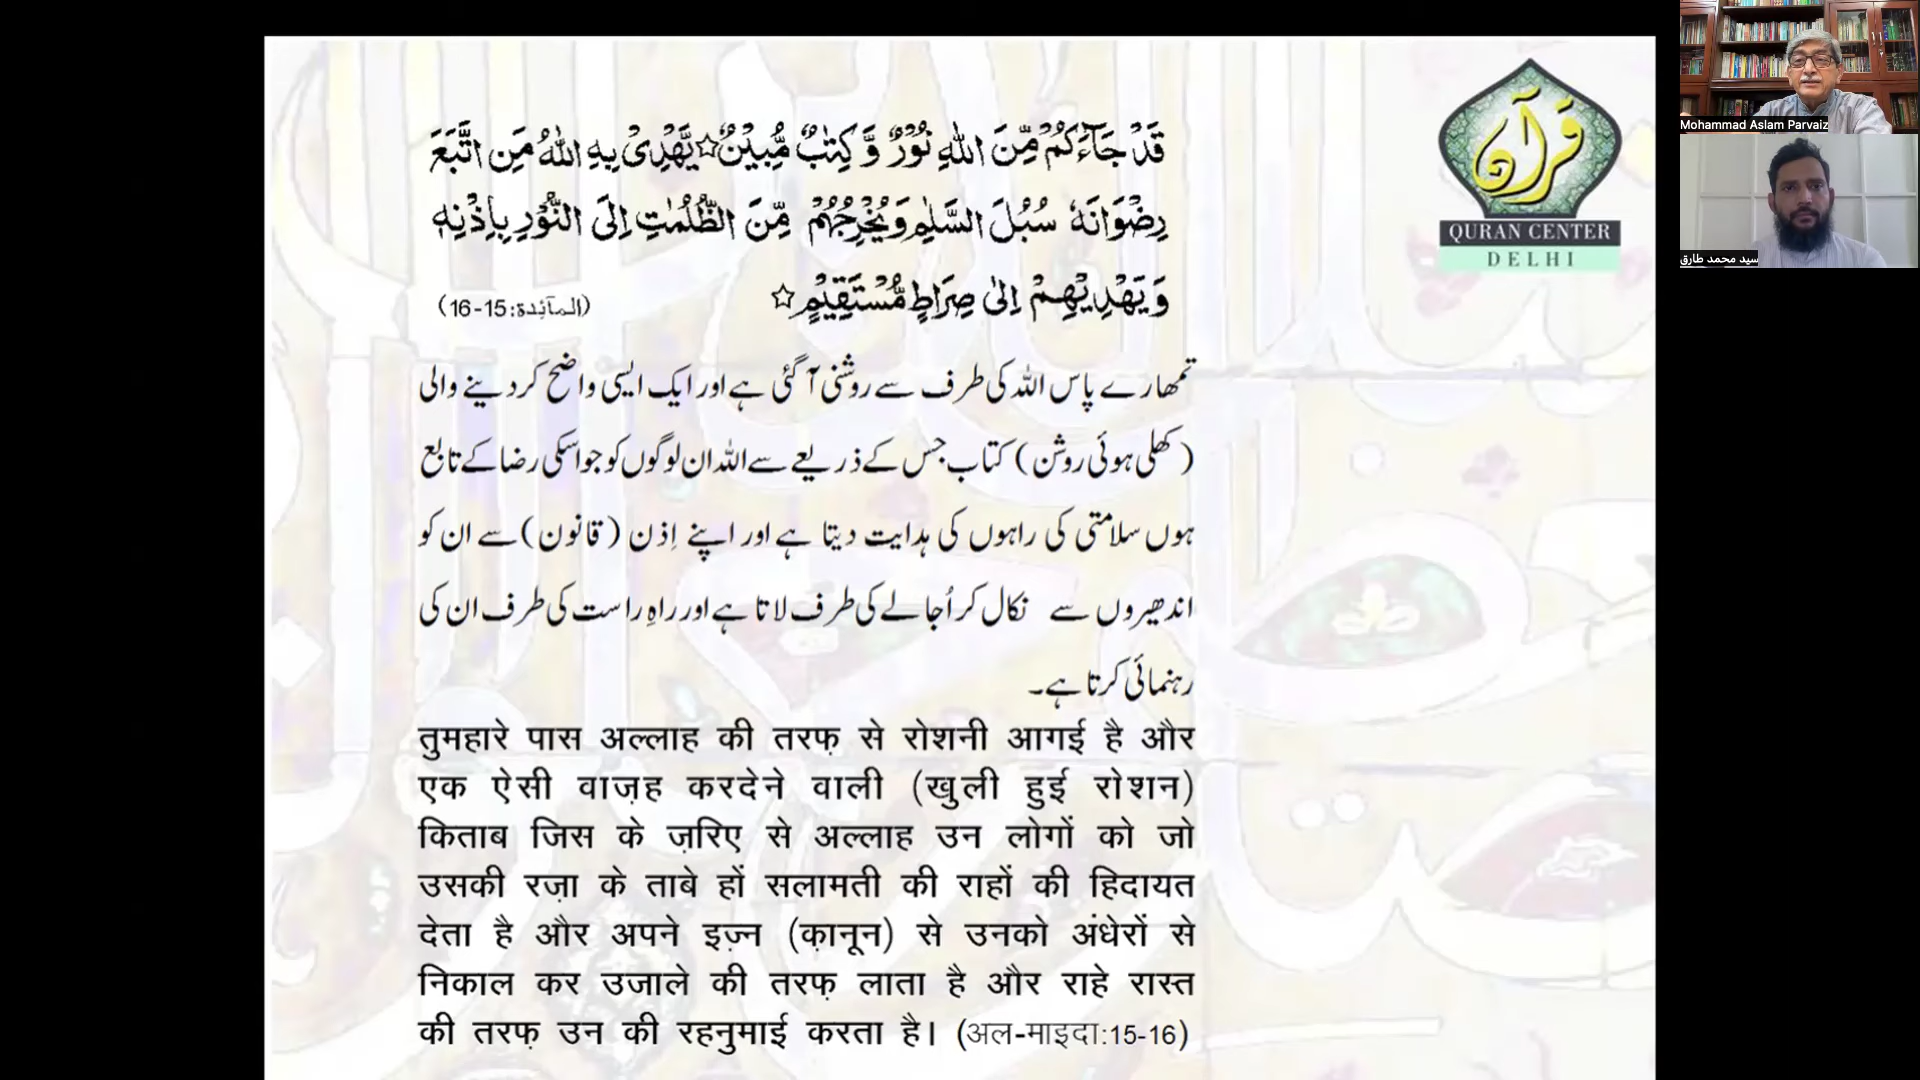 قَدْ جَآءَكُمْ مِّنَ اللّٰهِ نُوْرٌ وَّ كِتٰبٌ مُّبِيْنٌ☆يَّهْدِىْ بِهِ اللّٰهُ مَنِ اتَّبَعَ
رِضْوَانَهٗ سُبُلَ السَّلٰمِ وَيُخْرِجُهُمْ مِّنَ الظُّلُمٰتِ اِلَى النُّوْرِ بِاِذْنِهٖ
وَ يَهْدِيْهِمْ اِلىٰ صِرَاطٍ مُّسْتَقِيْمٍ☆
(المآئدۃ:15-16)
تمھارے پاس اللہ کی طرف سے روشنی آ گئی ہے اور ایک ایسی واضح کر دینے والی
(کھلی ہوئی روشن) کتاب جس کے ذریعے سے اللہ ان لوگوں کو جو اسکی رضا کے تابع
ہوں سلامتی کی راہوں کی ہدایت دیتا ہے اور اپنے اِذن (قانون) سے ان کو
اندھیروں سے نکال کر اُجالے کی طرف لاتا ہے اور راہِ راست کی طرف ان کی
رہنمائی کرتا ہے۔
तुमहारे पास अल्लाह की तरफ़ से रोशनी आगई है और
एक ऐसी वाज़ह करदेने वाली (खुली हुई रोशन)
किताब जिस के ज़रिए से अल्लाह उन लोगों को जो
उसकी रज़ा के ताबे हों सलामती की राहों की हिदायत
देता है और अपने इज़्न (क़ानून) से उनको अंधेरों से
निकाल कर उजाले की तरफ़ लाता है और राहे रास्त
की तरफ़ उन की रहनुमाई करता है। (अल-माइदा:15-16)
قرآن
QURAN CENTER
DELHI
Mohammad Aslam Parvaiz
سید محمد طارق